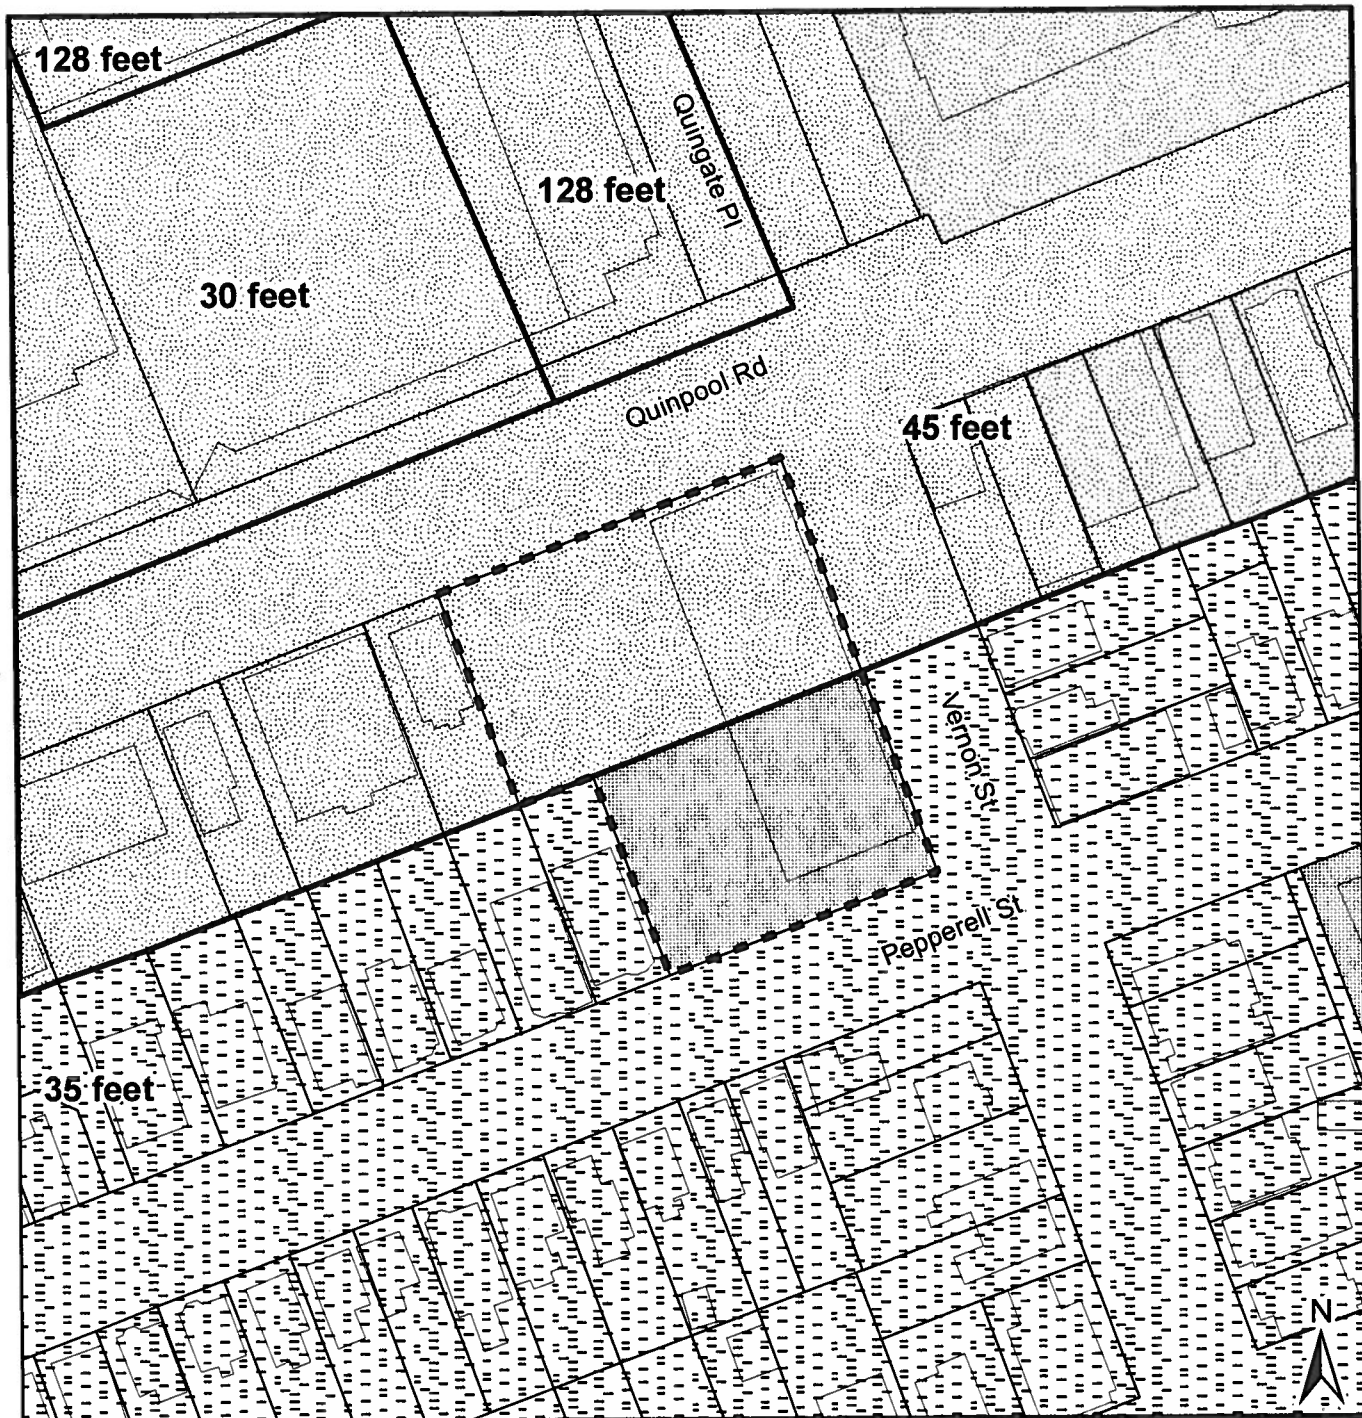 128 feet
Quingate Pl
128 feet
30 feet
Quinpool Rd
45 feet
Vernon St
Pepperell St
35 feet
N